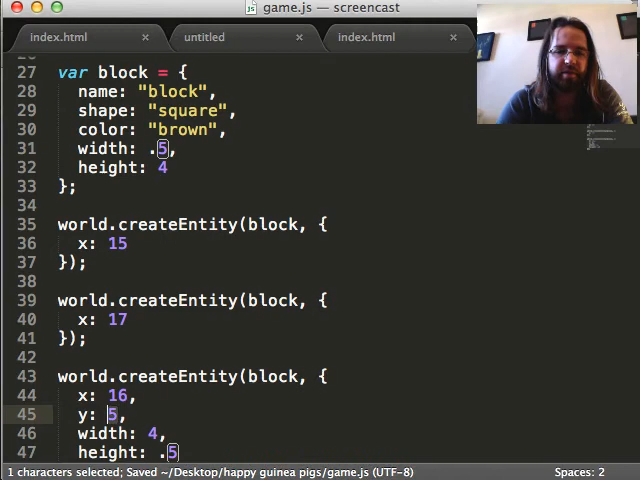 game.js — screencast
index.html × untitled × index.html ×
27 var block = {
28 name: "block",
29 shape: "square",
30 color: "brown",
31 width: .5,
32 height: 4
33 };
34
35 world.createEntity(block, {
36 x: 15
37 });
38
39 world.createEntity(block, {
40 x: 17
41 });
42
43 world.createEntity(block, {
44 x: 16,
45 y: 5,
46 width: 4,
47 height: .5
1 characters selected; Saved ~/Desktop/happy guinea pigs/game.js (UTF-8) Spaces: 2